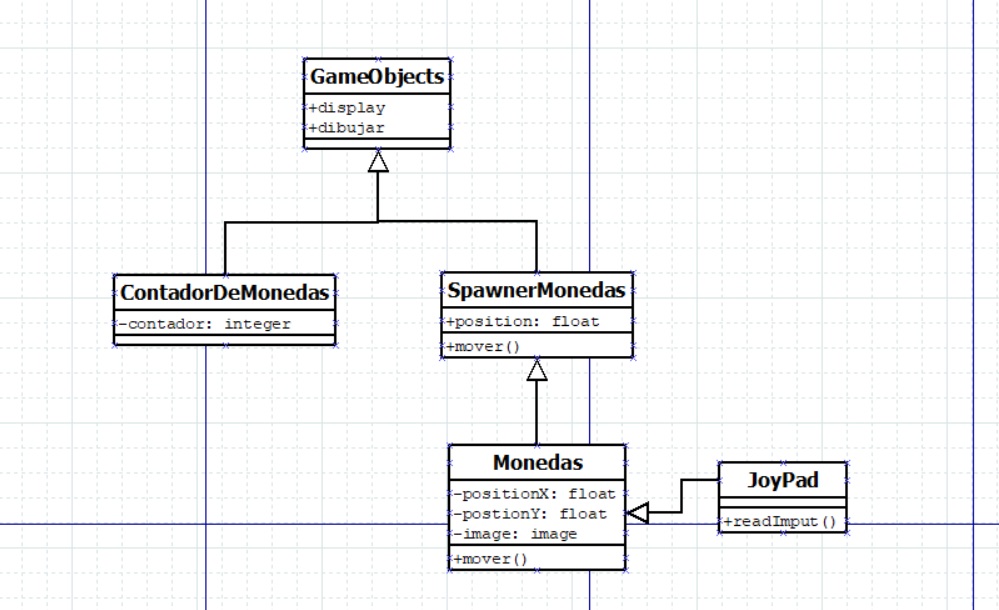 GameObjects
+display
+dibujar
ContadorDeMonedas
-contador: integer
SpawnerMonedas
+position: float
+mover()
Monedas
-positionX: float
-postionY: float
-image: image
+mover()
JoyPad
+readImput()